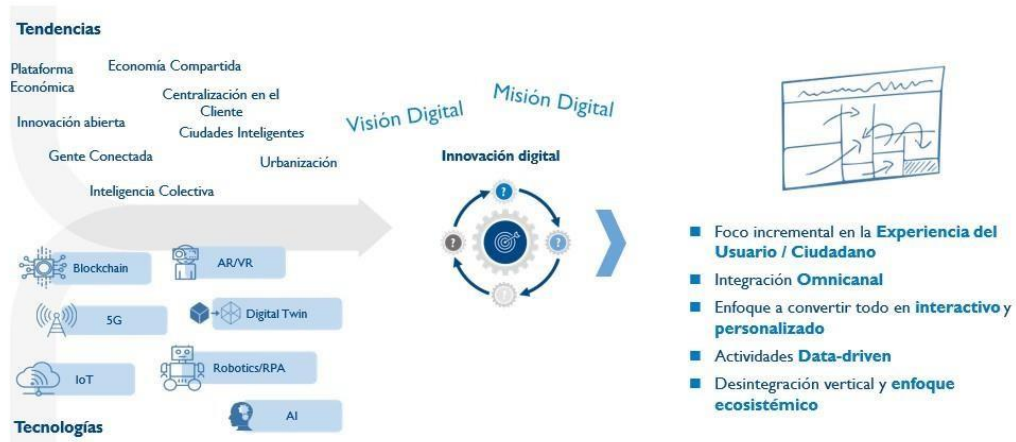 Tendencias
Plataforma
Económica
Economía Compartida
Centralización en el
Cliente
Innovación abierta
Ciudades Inteligentes
Gente Conectada
Urbanización
Inteligencia Colectiva
Visión Digital
Misión Digital
Innovación digital
?
?
?
?
Blockchain
AR/VR
5G
Digital Twin
IoT
Robotics/RPA
AI
Tecnologías
■ Foco incremental en la Experiencia del
Usuario / Ciudadano
■ Integración Omnicanal
■ Enfoque a convertir todo en interactivo y
personalizado
■ Actividades Data-driven
■ Desintegración vertical y enfoque
ecosistémico